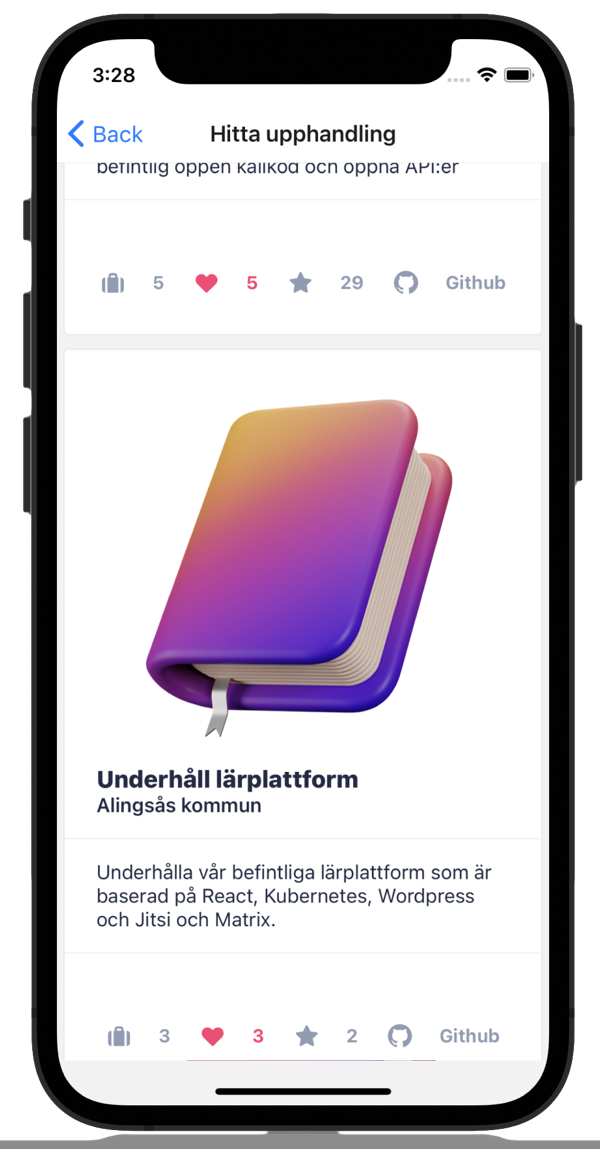 3:28
Back
Hitta upphandling
befintlig öppen källkod och öppna API:er
5 5 29 Github
Underhåll lärplattform
Alingsås kommun
Underhålla vår befintliga lärplattform som är
baserad på React, Kubernetes, Wordpress
och Jitsi och Matrix.
3 3 2 Github